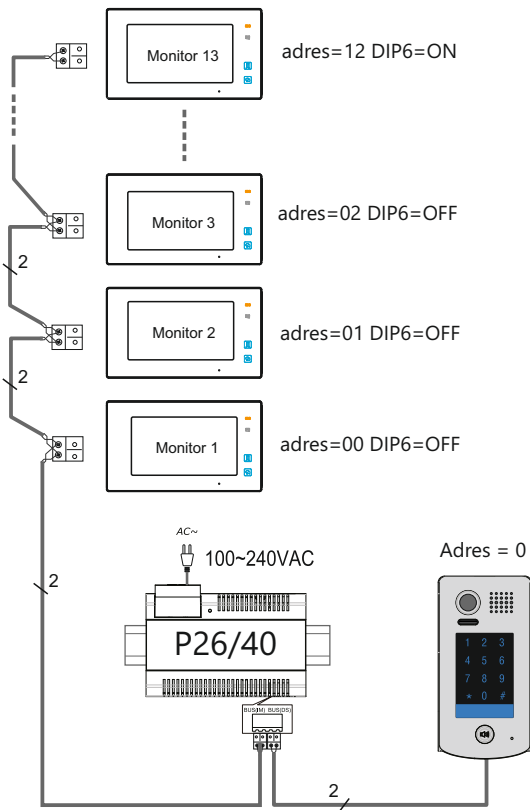 Monitor 13
adres=12 DIP6=ON
Monitor 3
adres=02 DIP6=OFF
2
Monitor 2
adres=01 DIP6=OFF
2
Monitor 1
adres=00 DIP6=OFF
AC~
100~240VAC
Adres = 0
2
P26/40
1 2 3
4 5 6
7 8 9
* 0 #
BUS(IM) BUS(DS)
2